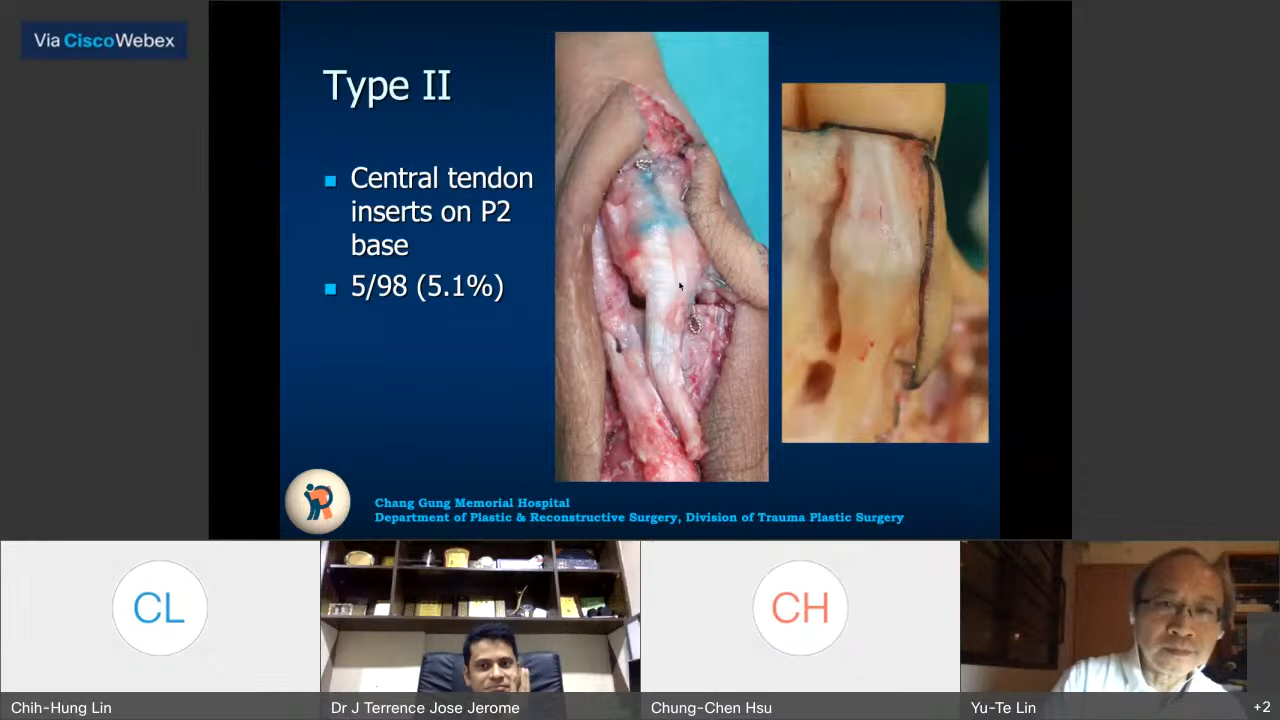 Via CiscoWebex
Type II
Central tendon
inserts on P2
base
5/98 (5.1%)
Chang Gung Memorial Hospital
Department of Plastic & Reconstructive Surgery, Division of Trauma Plastic Surgery
CL
CH
Chih-Hung Lin
Dr J Terrence Jose Jerome
Chung-Chen Hsu
Yu-Te Lin
+2